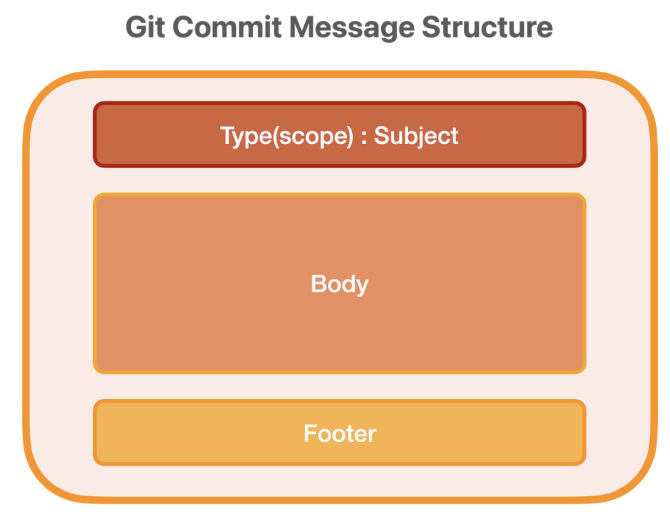 Git Commit Message Structure
Type(scope) : Subject
Body
Footer